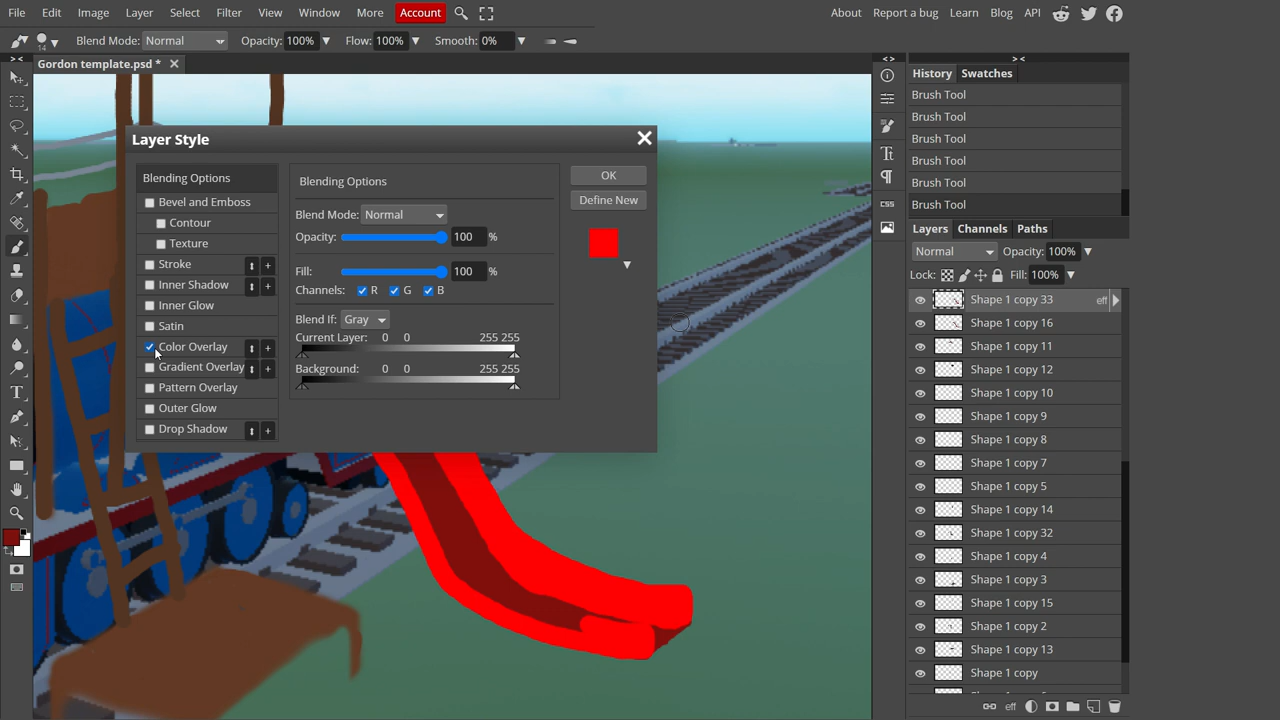 File Edit Image Layer Select Filter View Window More Account About Report a bug Learn Blog API
14 Blend Mode: Normal Opacity: 100% Flow: 100% Smooth: 0%
Gordon template.psd *
Layer Style
Blending Options
Bevel and Emboss
Contour
Texture
Stroke
Inner Shadow
Inner Glow
Satin
Color Overlay
Gradient Overlay
Pattern Overlay
Outer Glow
Drop Shadow
Blending Options
Blend Mode: Normal
Opacity: 100 %
Fill: 100 %
Channels: R G B
Blend If: Gray
Current Layer: 0 0 255 255
Background: 0 0 255 255
OK
Define New
CSS
History Swatches
Brush Tool
Brush Tool
Brush Tool
Brush Tool
Brush Tool
Brush Tool
Layers Channels Paths
Normal Opacity: 100%
Lock: Fill: 100%
Shape 1 copy 33 eff
Shape 1 copy 16
Shape 1 copy 11
Shape 1 copy 12
Shape 1 copy 10
Shape 1 copy 9
Shape 1 copy 8
Shape 1 copy 7
Shape 1 copy 5
Shape 1 copy 14
Shape 1 copy 32
Shape 1 copy 4
Shape 1 copy 3
Shape 1 copy 15
Shape 1 copy 2
Shape 1 copy 13
Shape 1 copy
eff